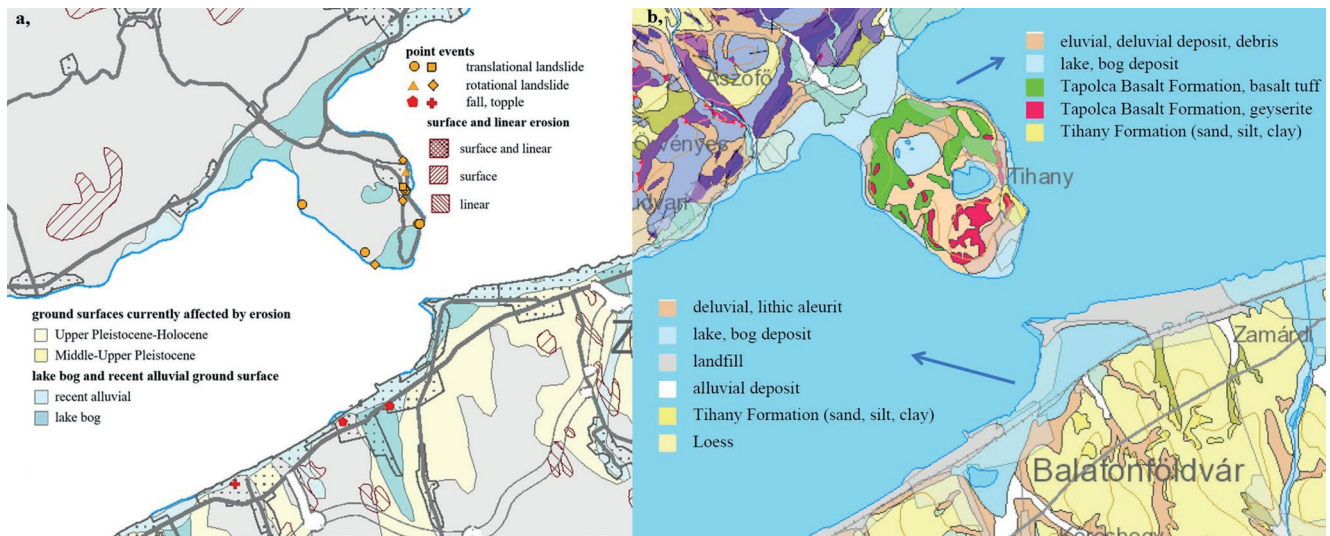 a,
point events
translational landslide
rotational landslide
fall, topple
surface and linear erosion
surface and linear
surface
linear
ground surfaces currently affected by erosion
Upper Pleistocene-Holocene
Middle-Upper Pleistocene
lake bog and recent alluvial ground surface
recent alluvial
lake bog
Z
b,
eluvial, deluvial deposit, debris
lake, bog deposit
Tapolca Basalt Formation, basalt tuff
Tapolca Basalt Formation, geyserite
Tihany Formation (sand, silt, clay)
Aszófő
Örvényes
udvari
Tihany
deluvial, lithic aleurit
lake, bog deposit
landfill
alluvial deposit
Tihany Formation (sand, silt, clay)
Loess
Zamárdi
Balatonföldvár